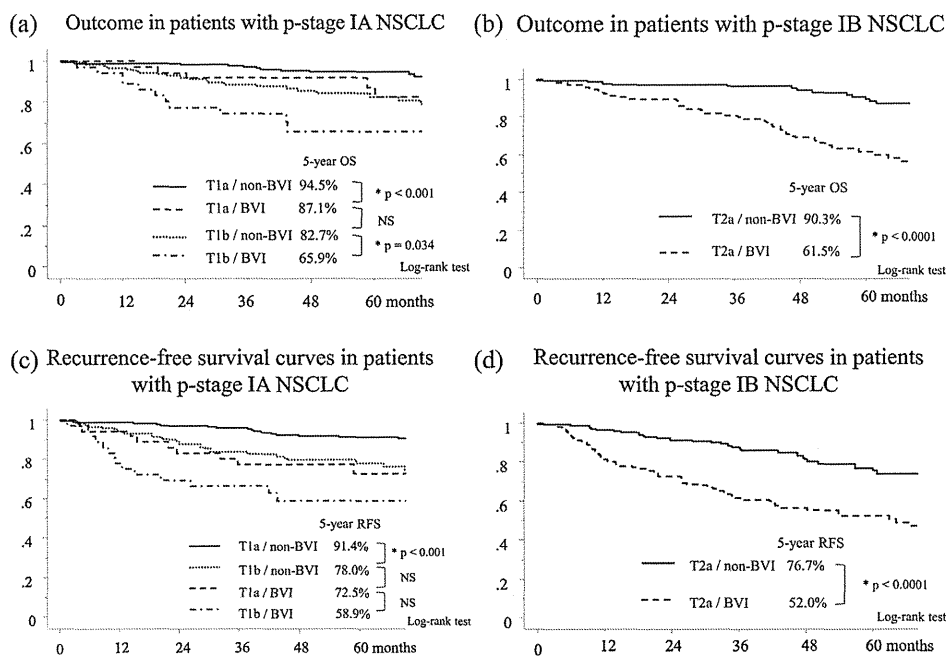 (a) Outcome in patients with p-stage IA NSCLC
1
.8
.6
.4
.2
0
5-year OS
T1a / non-BVI 94.5%
T1a / BVI 87.1%
T1b / non-BVI 82.7%
T1b / BVI 65.9%
* p < 0.001
NS
* p = 0.034
Log-rank test
0 12 24 36 48 60 months
(b) Outcome in patients with p-stage IB NSCLC
1
.8
.6
.4
.2
0
5-year OS
T2a / non-BVI 90.3%
T2a / BVI 61.5%
* p < 0.0001
Log-rank test
0 12 24 36 48 60 months
(c) Recurrence-free survival curves in patients
with p-stage IA NSCLC
1
.8
.6
.4
.2
0
5-year RFS
T1a / non-BVI 91.4%
T1b / non-BVI 78.0%
T1a / BVI 72.5%
T1b / BVI 58.9%
* p < 0.001
NS
NS
Log-rank test
0 12 24 36 48 60 months
(d) Recurrence-free survival curves in patients
with p-stage IB NSCLC
1
.8
.6
.4
.2
0
5-year RFS
T2a / non-BVI 76.7%
T2a / BVI 52.0%
* p < 0.0001
Log-rank test
0 12 24 36 48 60 months